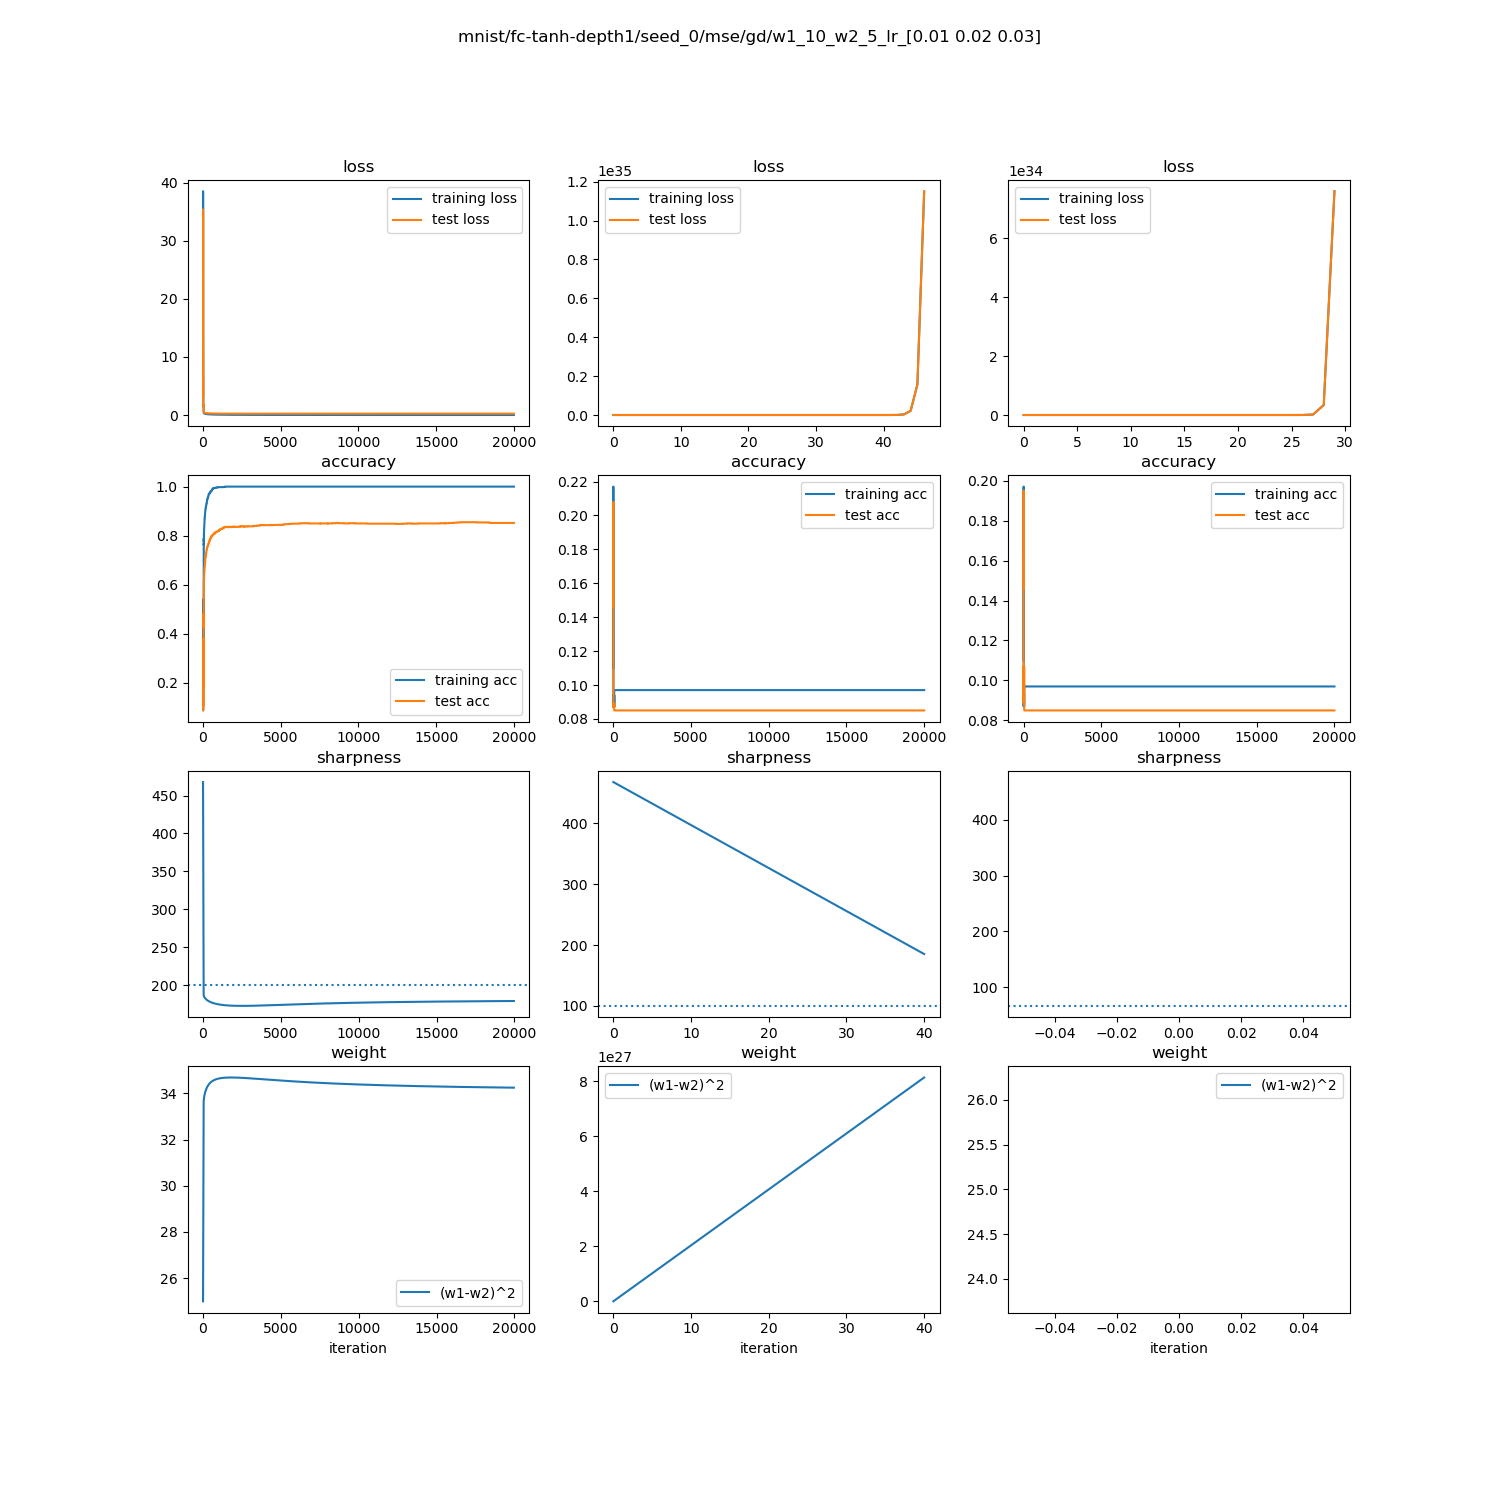 mnist/fc-tanh-depth1/seed_0/mse/gd/w1_10_w2_5_lr_[0.01 0.02 0.03]
loss
40
30
20
10
0
training loss
test loss
0 5000 10000 15000 20000
loss
1e35
1.2
1.0
0.8
0.6
0.4
0.2
0.0
training loss
test loss
0 10 20 30 40
loss
1e34
6
4
2
0
training loss
test loss
0 5 10 15 20 25 30
accuracy
1.0
0.8
0.6
0.4
0.2
training acc
test acc
0 5000 10000 15000 20000
accuracy
0.22
0.20
0.18
0.16
0.14
0.12
0.10
0.08
training acc
test acc
0 5000 10000 15000 20000
accuracy
0.20
0.18
0.16
0.14
0.12
0.10
0.08
training acc
test acc
0 5000 10000 15000 20000
sharpness
450
400
350
300
250
200
0 5000 10000 15000 20000
sharpness
400
300
200
100
0 10 20 30 40
sharpness
400
300
200
100
−0.04 −0.02 0.00 0.02 0.04
weight
34
32
30
28
26
(w1-w2)^2
0 5000 10000 15000 20000
iteration
weight
1e27
8
6
4
2
0
(w1-w2)^2
0 10 20 30 40
iteration
weight
26.0
25.5
25.0
24.5
24.0
(w1-w2)^2
−0.04 −0.02 0.00 0.02 0.04
iteration